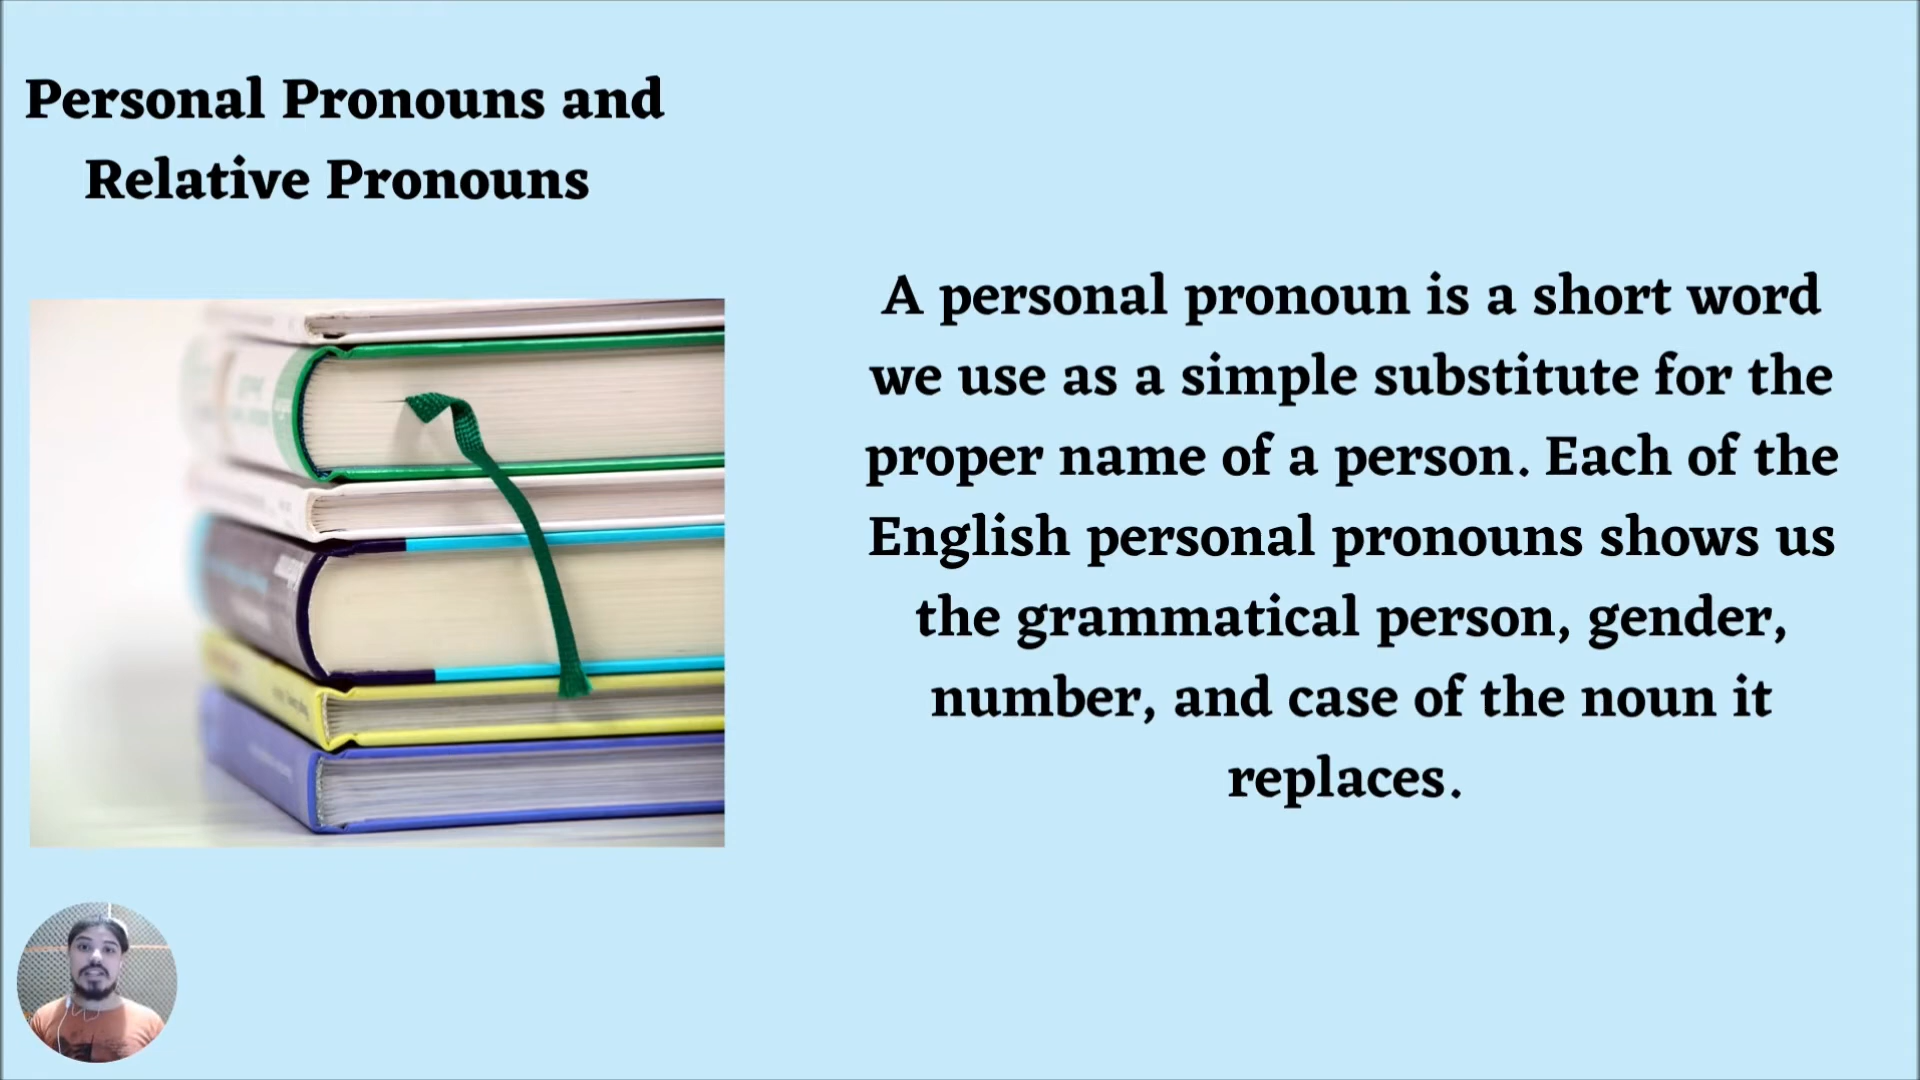 Personal Pronouns and
Relative Pronouns
A personal pronoun is a short word
we use as a simple substitute for the
proper name of a person. Each of the
English personal pronouns shows us
the grammatical person, gender,
number, and case of the noun it
replaces.